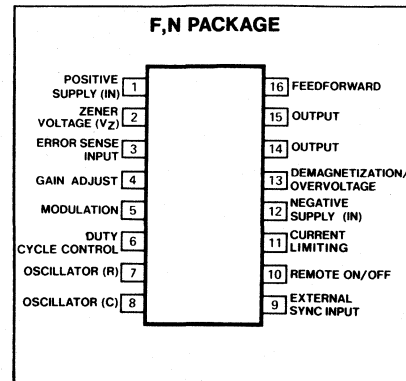 F,N PACKAGE
POSITIVE
SUPPLY (IN) 1
ZENER
VOLTAGE (VZ) 2
ERROR SENSE
INPUT 3
GAIN ADJUST 4
MODULATION 5
DUTY
CYCLE CONTROL 6
OSCILLATOR (R) 7
OSCILLATOR (C) 8
16 FEEDFORWARD
15 OUTPUT
14 OUTPUT
13 DEMAGNETIZATION/
OVERVOLTAGE
12 NEGATIVE
SUPPLY (IN)
11 CURRENT
LIMITING
10 REMOTE ON/OFF
9 EXTERNAL
SYNC INPUT